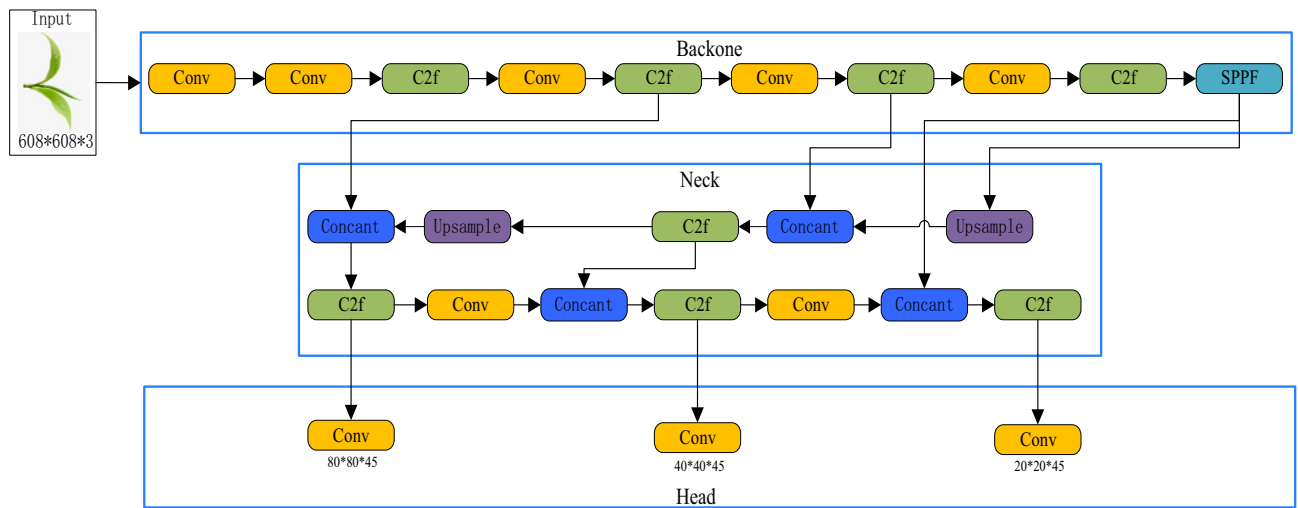 Input
608*608*3
Backone
Conv
Conv
C2f
Conv
C2f
Conv
C2f
Conv
C2f
SPPF
Neck
Concant
Upsample
C2f
Concant
Upsample
C2f
Conv
Concant
C2f
Conv
Concant
C2f
Conv
80*80*45
Conv
40*40*45
Conv
20*20*45
Head